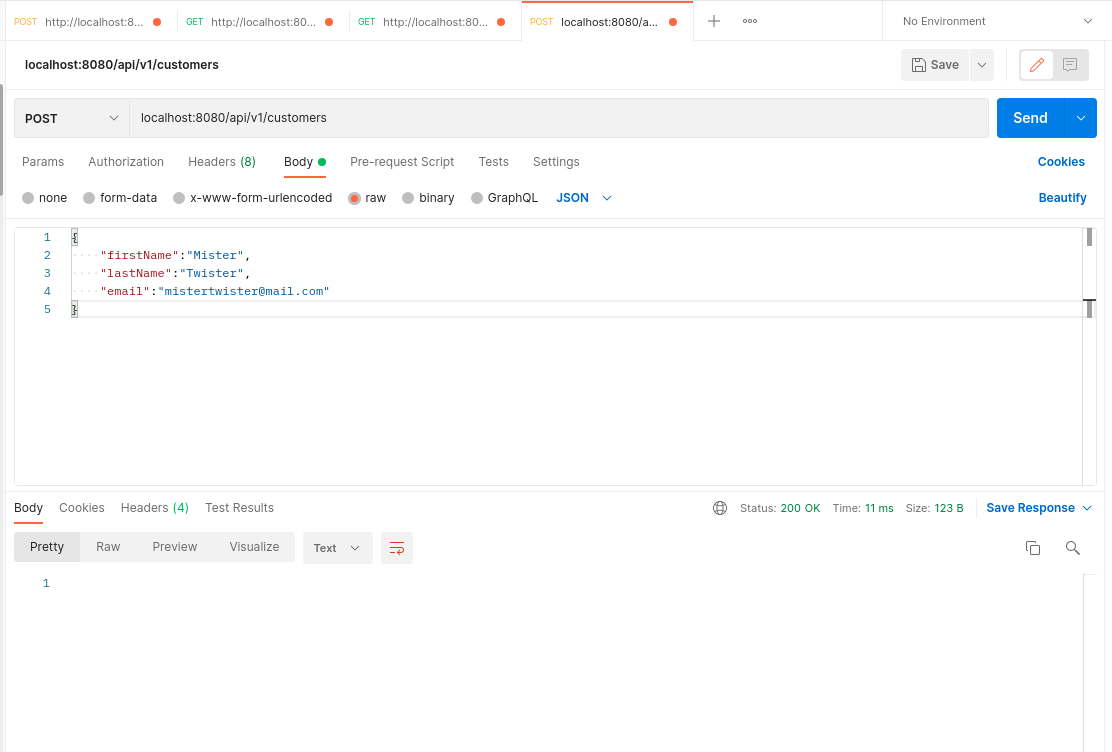 POST http://localhost:8... GET http://localhost:80... GET http://localhost:80... POST localhost:8080/a... No Environment
localhost:8080/api/v1/customers Save
POST localhost:8080/api/v1/customers Send
Params Authorization Headers (8) Body Pre-request Script Tests Settings Cookies
none form-data x-www-form-urlencoded raw binary GraphQL JSON Beautify
1 {
2 "firstName":"Mister",
3 "lastName":"Twister",
4 "email":"mistertwister@mail.com"
5 }
Body Cookies Headers (4) Test Results Status: 200 OK Time: 11 ms Size: 123 B Save Response
Pretty Raw Preview Visualize Text
1